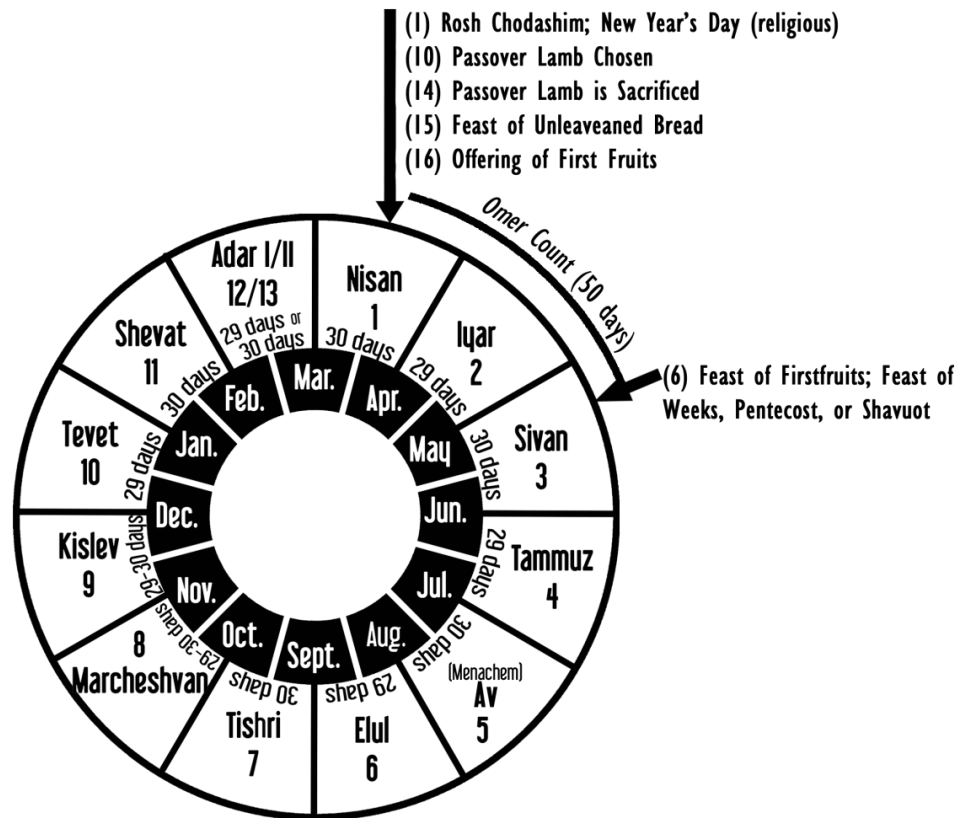 (1) Rosh Chodashim; New Year's Day (religious)
(10) Passover Lamb Chosen
(14) Passover Lamb is Sacrificed
(15) Feast of Unleaveaned Bread
(16) Offering of First Fruits
Omer Count (50 days)
(6) Feast of Firstfruits; Feast of
Weeks, Pentecost, or Shavuot
Nisan
1
30 days
Iyar
2
29 days
Sivan
3
30 days
Tammuz
4
29 days
(Menachem)
Av
5
30 days
Elul
6
29 days
Tishri
7
30 days
8
Marcheshvan
29-30 days
Kislev
9
29-30 days
Tevet
10
29 days
Shevat
11
30 days
Adar I/II
12/13
29 days or
30 days
Mar.
Apr.
May
Jun.
Jul.
Aug.
Sept.
Oct.
Nov.
Dec.
Jan.
Feb.